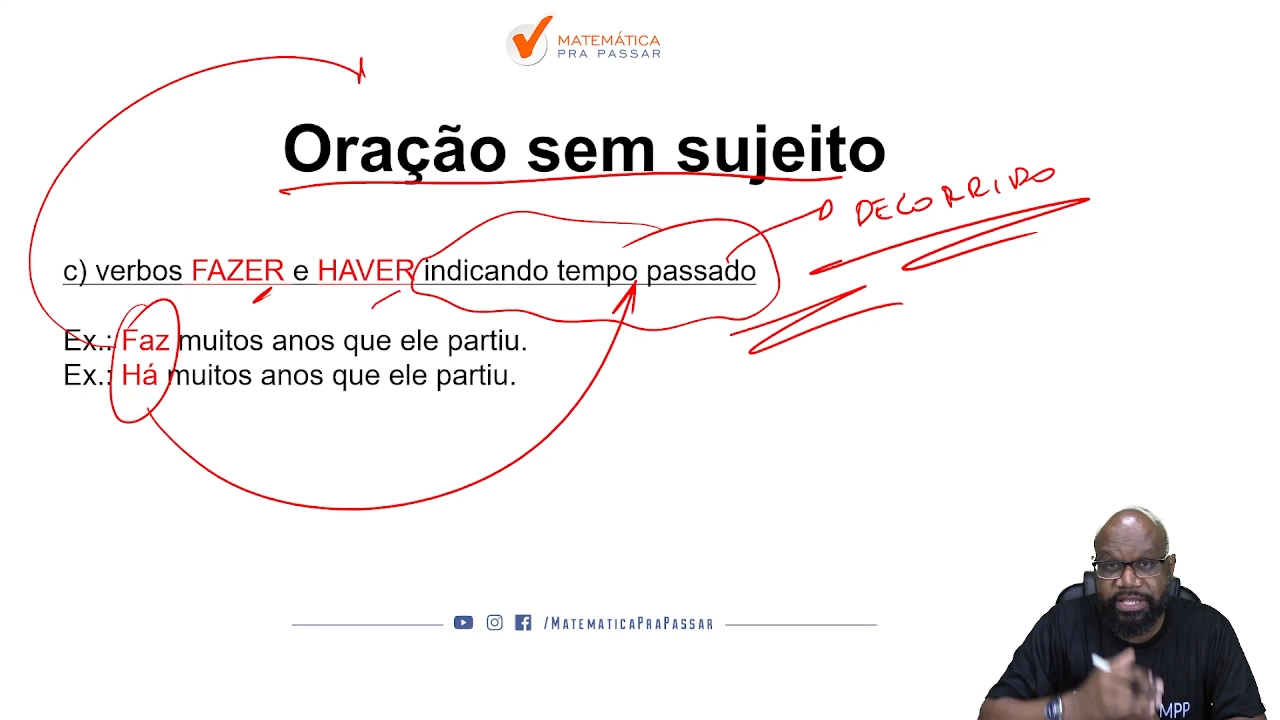 MATEMÁTICA
PRA PASSAR
Oração sem sujeito
DECORRIDO
c) verbos FAZER e HAVER indicando tempo passado
Ex.: Faz muitos anos que ele partiu.
Ex.: Há muitos anos que ele partiu.
/MATEMATICAPRAPASSAR
MPP